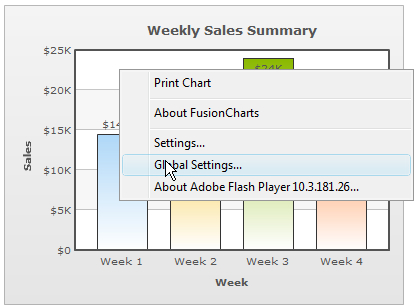 Weekly Sales Summary
$25K
$20K
$15K
$10K
$5K
$0
Sales
$24K
Print Chart
About FusionCharts
Settings...
Global Settings...
About Adobe Flash Player 10.3.181.26...
Week 1
Week 2
Week 3
Week 4
Week